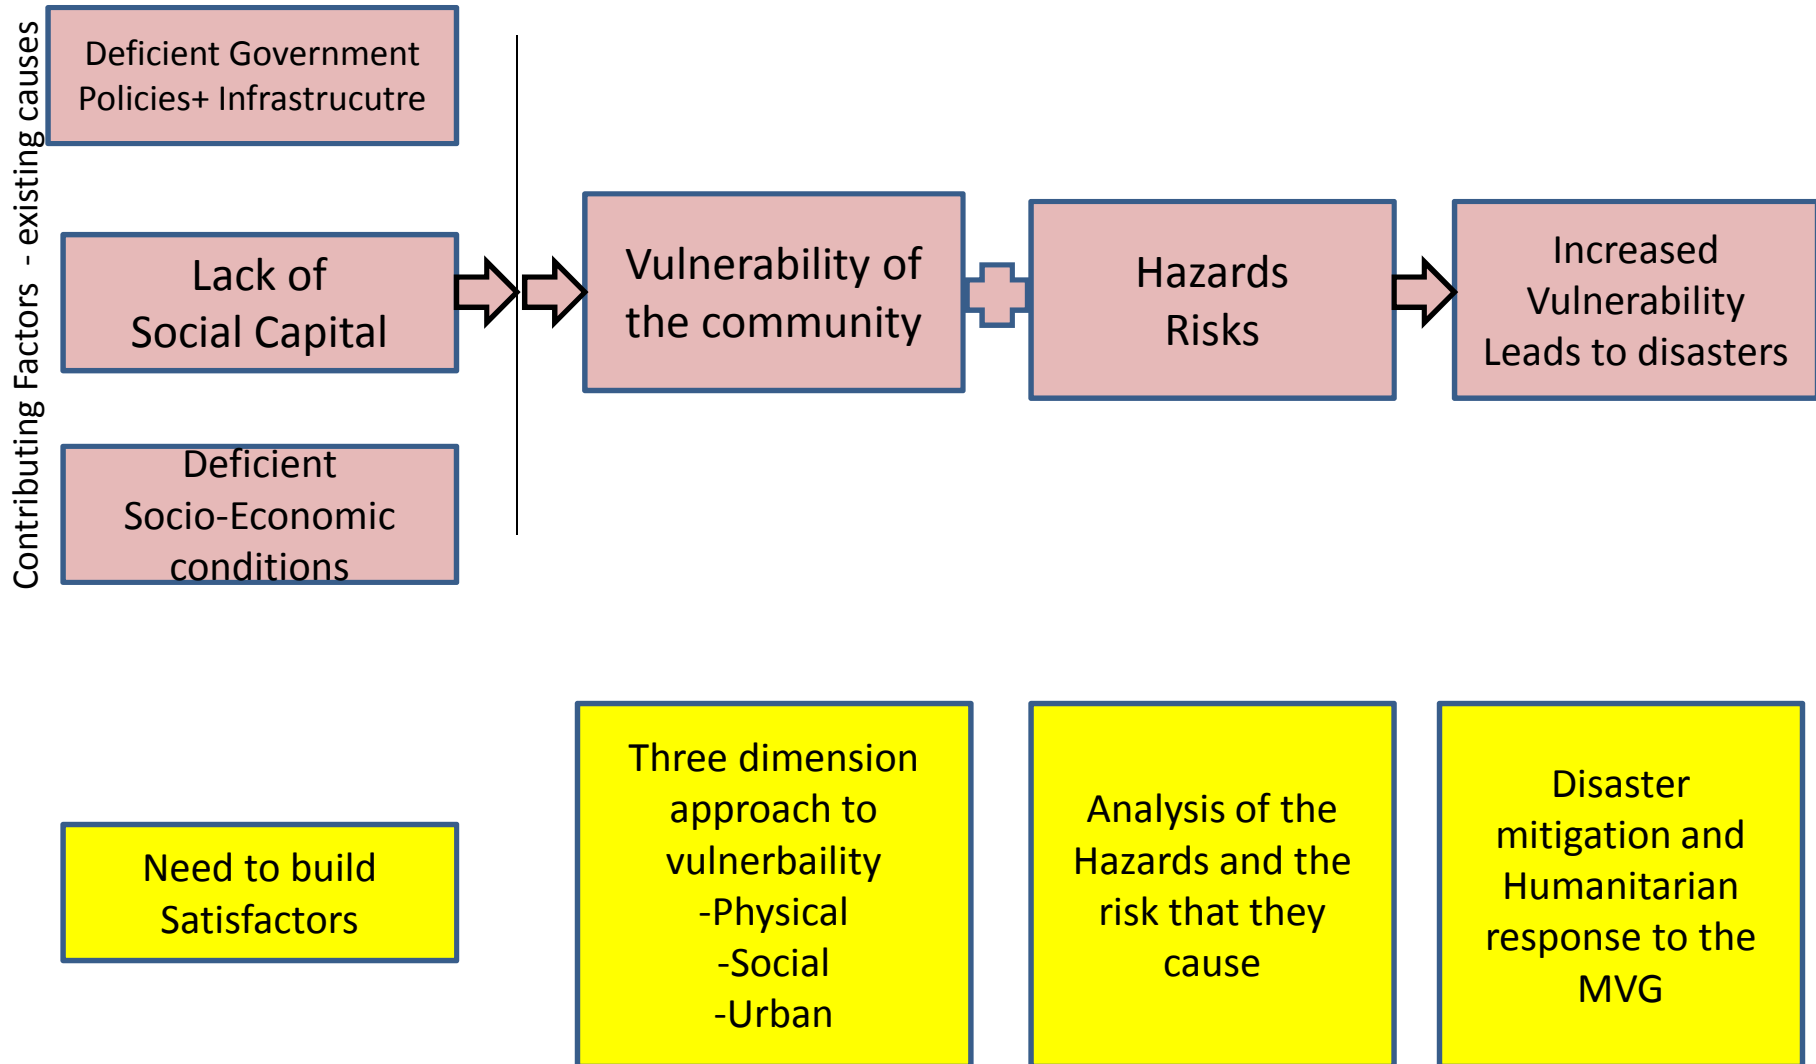 Contributing Factors - existing causes
Deficient Government
Policies+ Infrastrucutre
Lack of
Social Capital
Deficient
Socio-Economic
conditions
Vulnerability of
the community
Hazards
Risks
Increased
Vulnerability
Leads to disasters
Need to build
Satisfactors
Three dimension
approach to
vulnerbaility
-Physical
-Social
-Urban
Analysis of the
Hazards and the
risk that they
cause
Disaster
mitigation and
Humanitarian
response to the
MVG